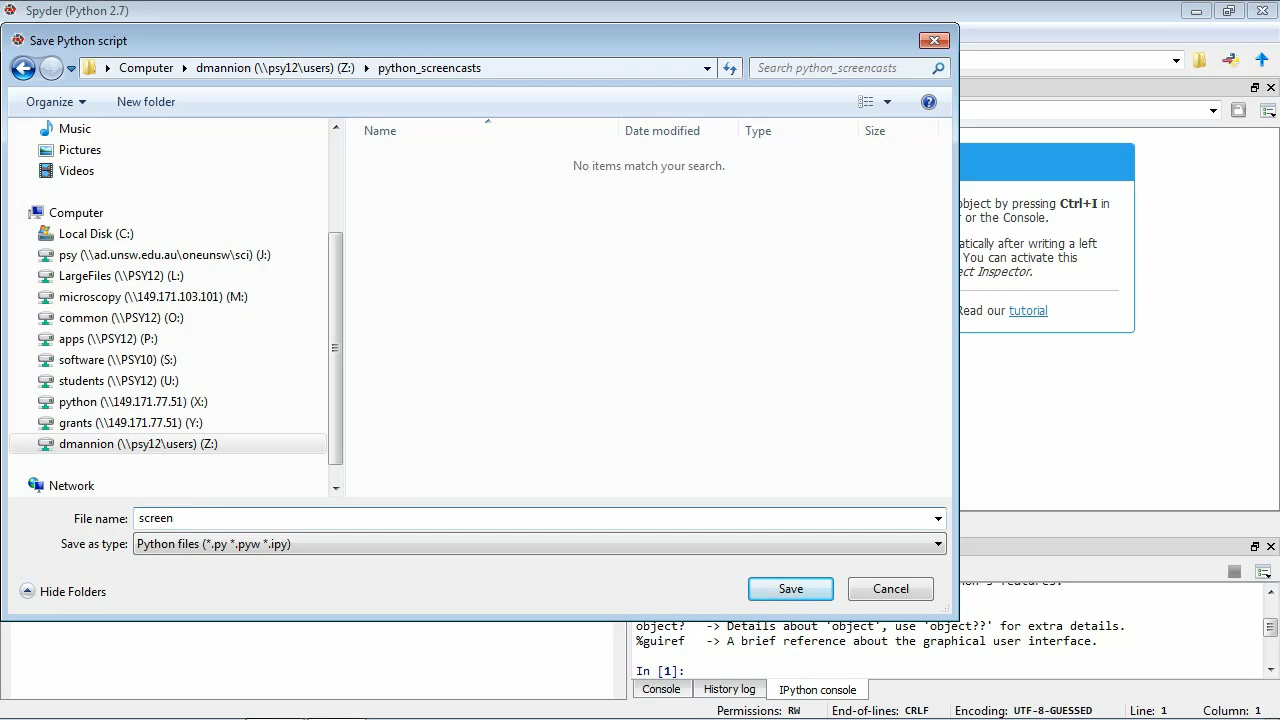 Spyder (Python 2.7)
Save Python script
Computer dmannion (\\psy12\users) (Z:) python_screencasts
Search python_screencasts
Organize New folder
Music
Pictures
Videos
Computer
Local Disk (C:)
psy (\\ad.unsw.edu.au\oneunsw\sci) (J:)
LargeFiles (\\PSY12) (L:)
microscopy (\\149.171.103.101) (M:)
common (\\PSY12) (O:)
apps (\\PSY12) (P:)
software (\\PSY10) (S:)
students (\\PSY12) (U:)
python (\\149.171.77.51) (X:)
grants (\\149.171.77.51) (Y:)
dmannion (\\psy12\users) (Z:)
Network
Name Date modified Type Size
No items match your search.
File name: screen
Save as type: Python files (*.py *.pyw *.ipy)
Hide Folders
Save Cancel
bject by pressing Ctrl+I in
or the Console.
atically after writing a left
You can activate this
ect Inspector.
Read our tutorial
object? -> Details about 'object', use 'object??' for extra details.
%guiref -> A brief reference about the graphical user interface.
In [1]:
Console History log IPython console
Permissions: RW End-of-lines: CRLF Encoding: UTF-8-GUESSED Line: 1 Column: 1